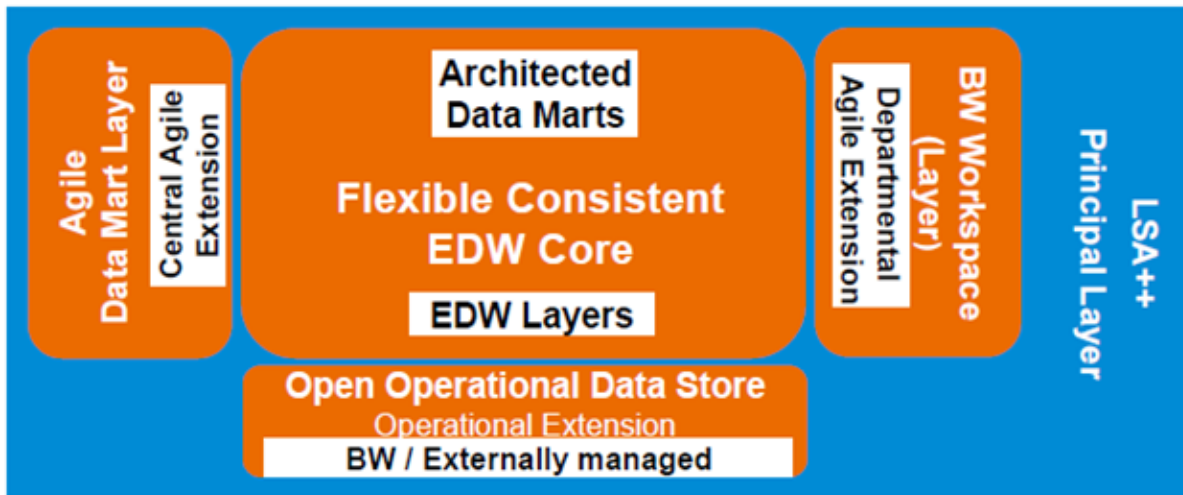 Agile
Data Mart Layer
Central Agile
Extension
Architected
Data Marts
Flexible Consistent
EDW Core
EDW Layers
BW Workspace
(Layer)
Departmental
Agile Extension
LSA++
Principal Layer
Open Operational Data Store
Operational Extension
BW / Externally managed